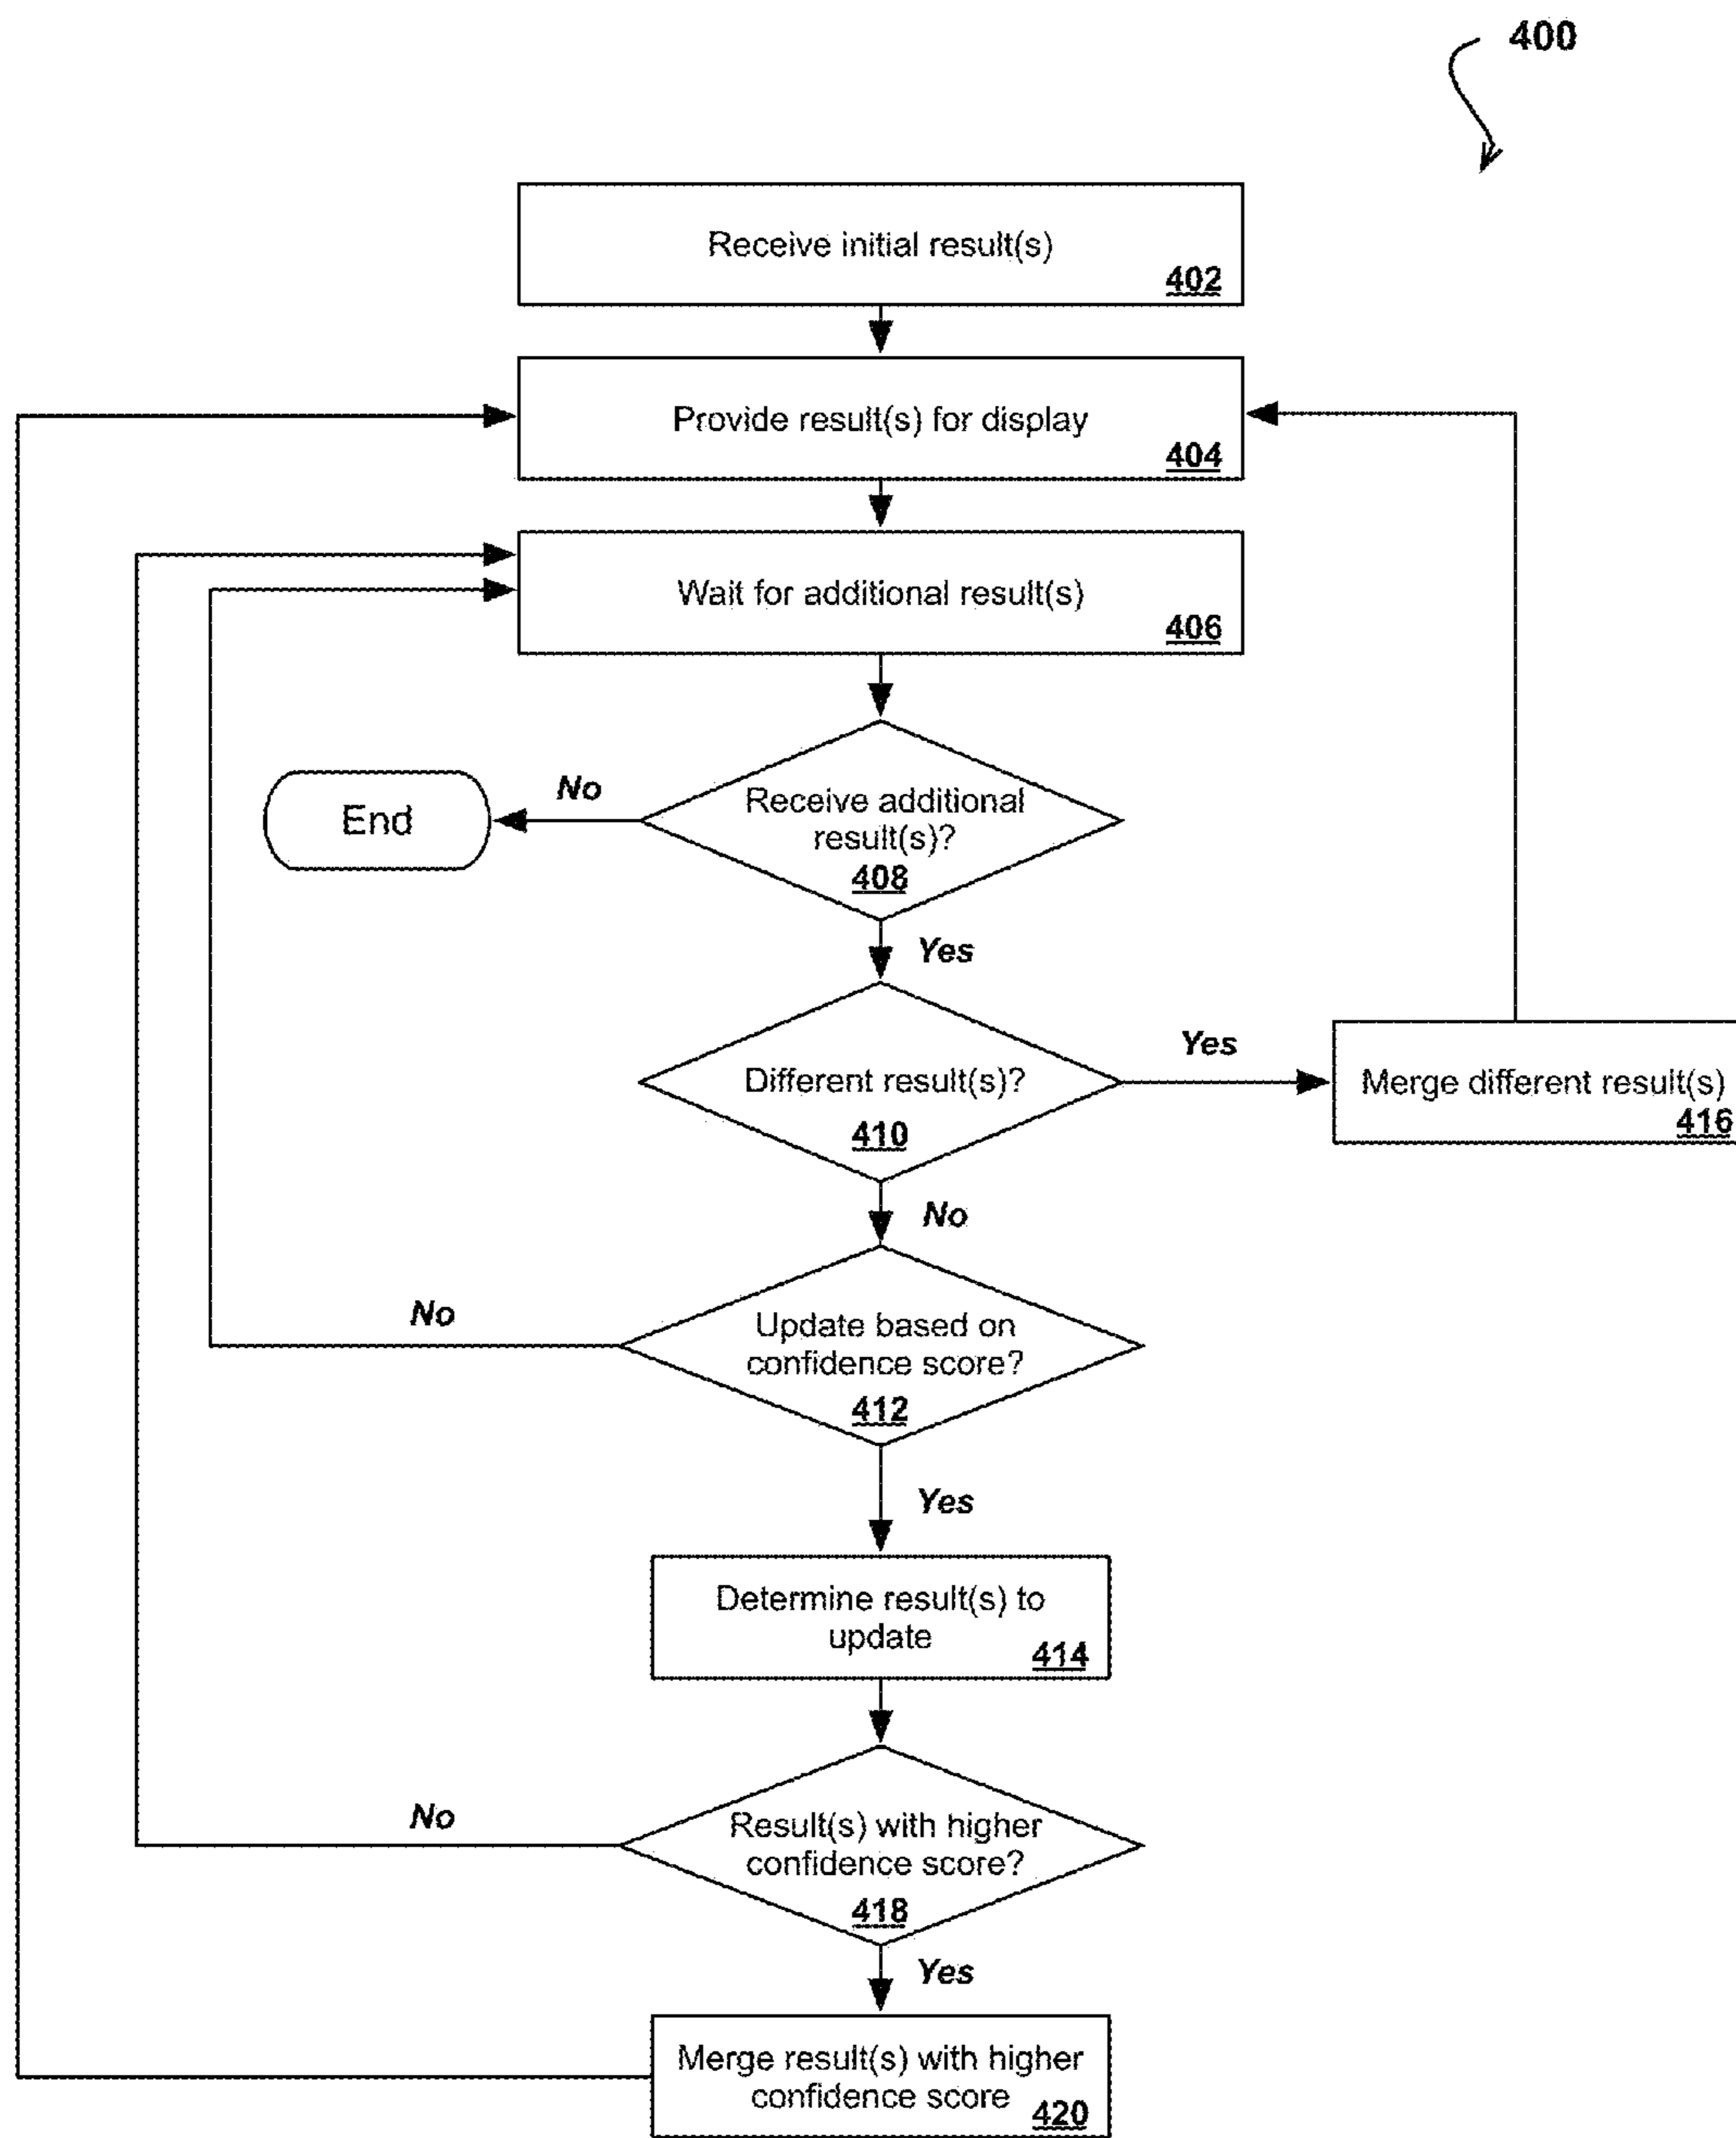 400
Receive initial result(s)
402
Provide result(s) for display
404
Wait for additional result(s)
406
End
No
Receive additional
result(s)?
408
Yes
Different result(s)?
410
Yes
Merge different result(s)
416
No
Update based on
confidence score?
412
No
Yes
Determine result(s) to
update
414
Result(s) with higher
confidence score?
418
No
Yes
Merge result(s) with higher
confidence score
420